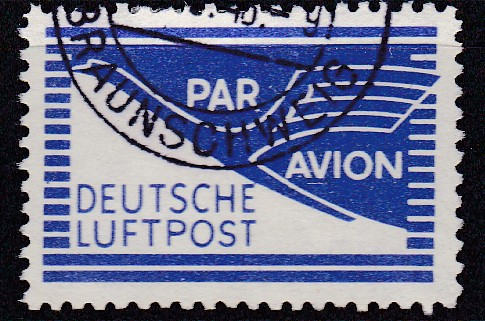 BRAUNSCHWEIG
PAR
AVION
DEUTSCHE
LUFTPOST